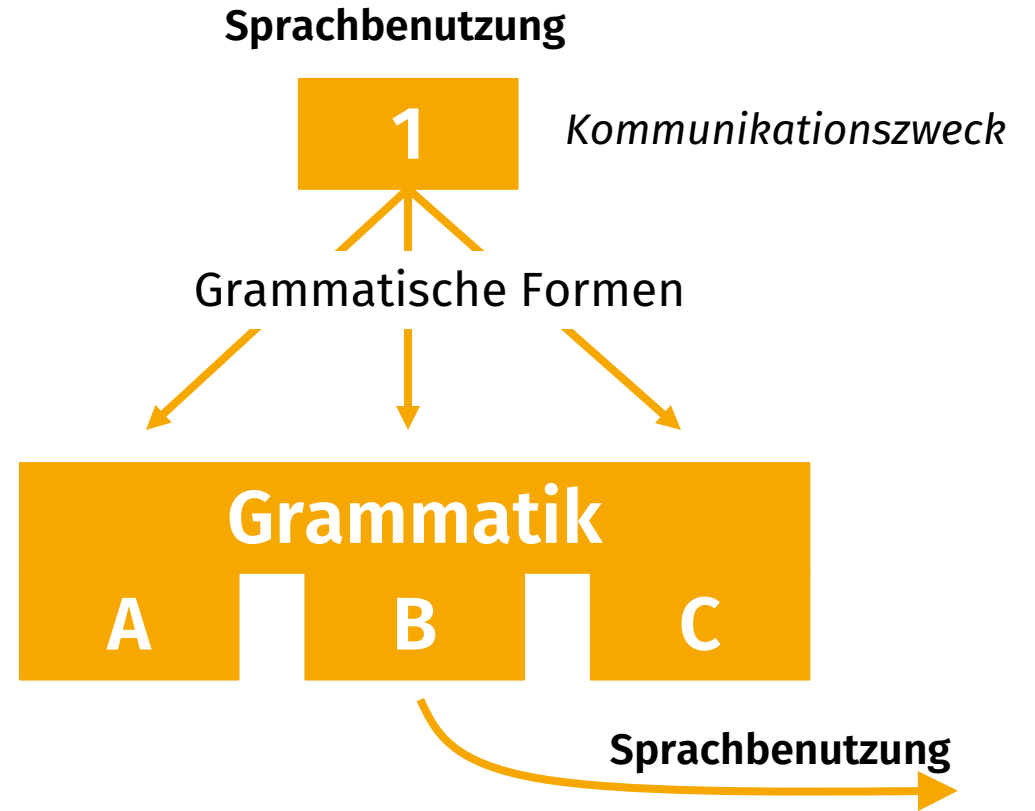 Sprachbenutzung
1
Kommunikationszweck
Grammatische Formen
Grammatik
A B C
Sprachbenutzung